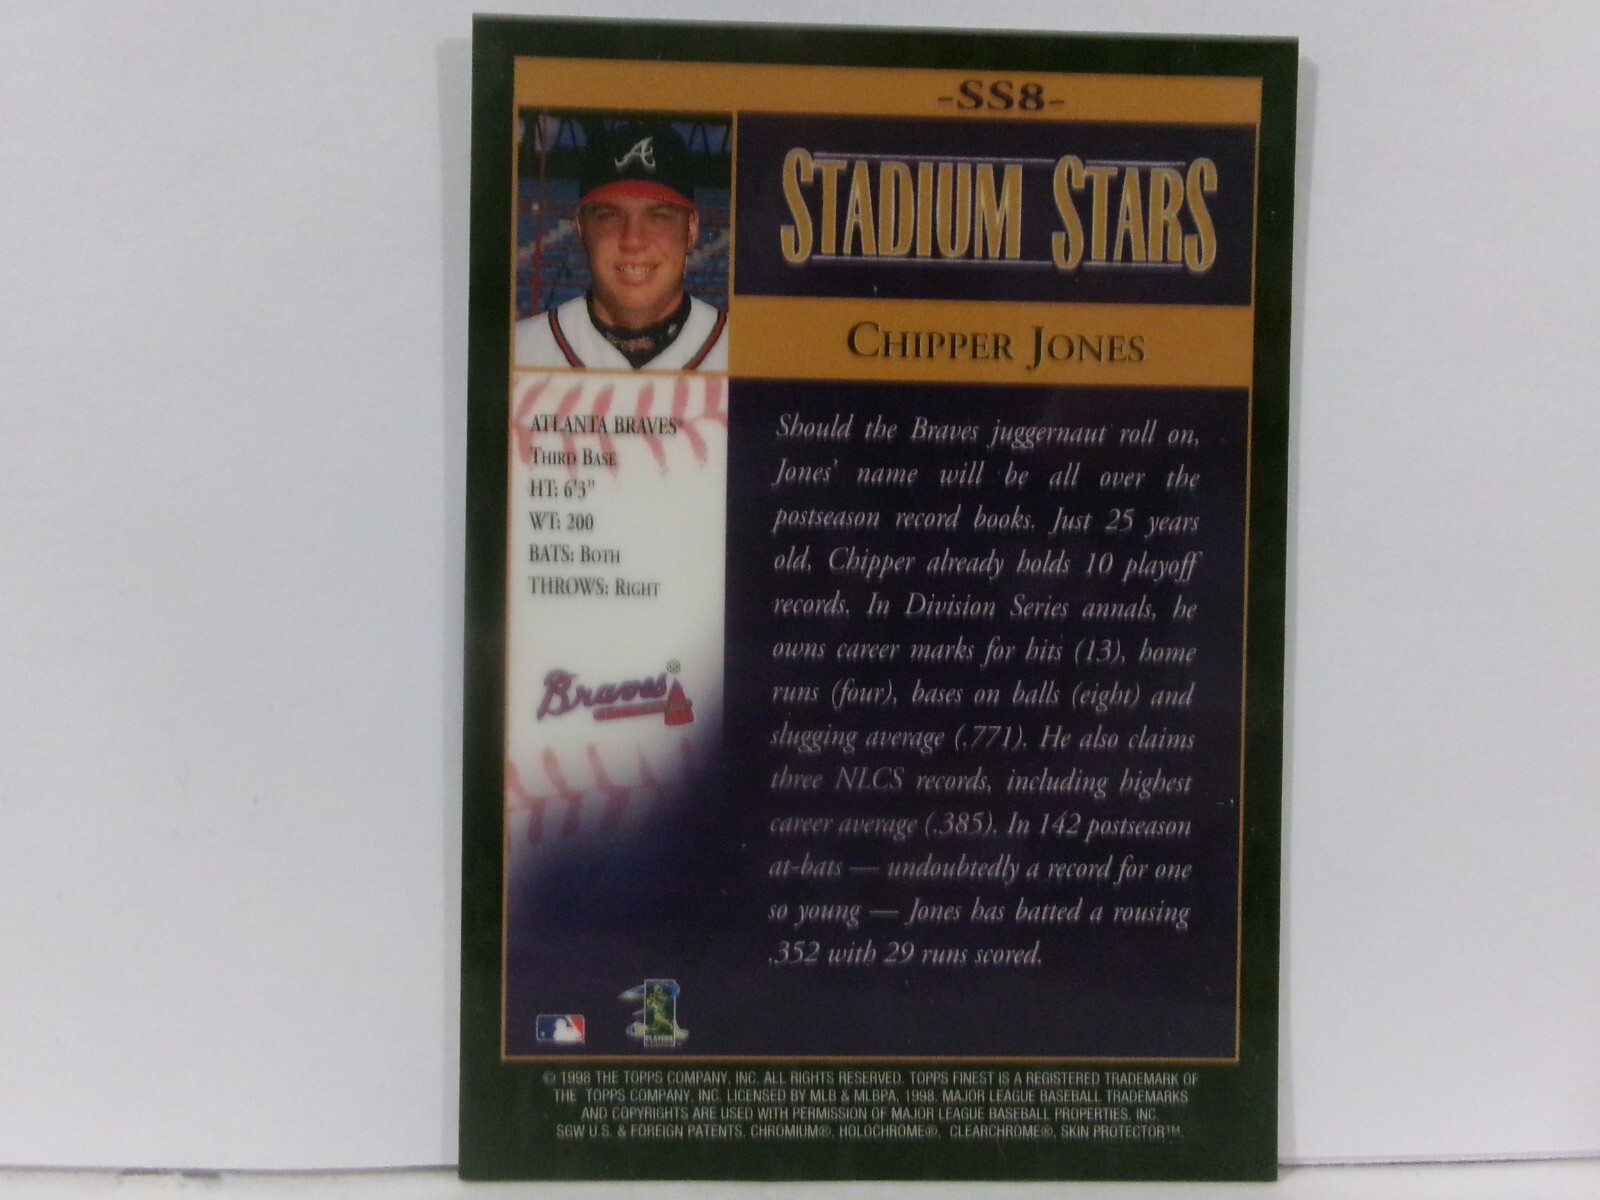 -SS8-
STADIUM STARS
CHIPPER JONES
ATLANTA BRAVES®
THIRD BASE
HT: 6'3"
WT: 200
BATS: BOTH
THROWS: RIGHT
Braves®
Should the Braves juggernaut roll on,
Jones' name will be all over the
postseason record books. Just 25 years
old, Chipper already holds 10 playoff
records. In Division Series annals, he
owns career marks for hits (13), home
runs (four), bases on balls (eight) and
slugging average (.771). He also claims
three NLCS records, including highest
career average (.385). In 142 postseason
at-bats — undoubtedly a record for one
so young — Jones has batted a rousing
.352 with 29 runs scored.
PLAYERS
© 1998 THE TOPPS COMPANY, INC. ALL RIGHTS RESERVED. TOPPS FINEST IS A REGISTERED TRADEMARK OF
THE TOPPS COMPANY, INC. LICENSED BY MLB & MLBPA, 1998. MAJOR LEAGUE BASEBALL TRADEMARKS
AND COPYRIGHTS ARE USED WITH PERMISSION OF MAJOR LEAGUE BASEBALL PROPERTIES, INC.
SGW U.S. & FOREIGN PATENTS, CHROMIUM®, HOLOCHROME®, CLEARCHROME®, SKIN PROTECTOR™.